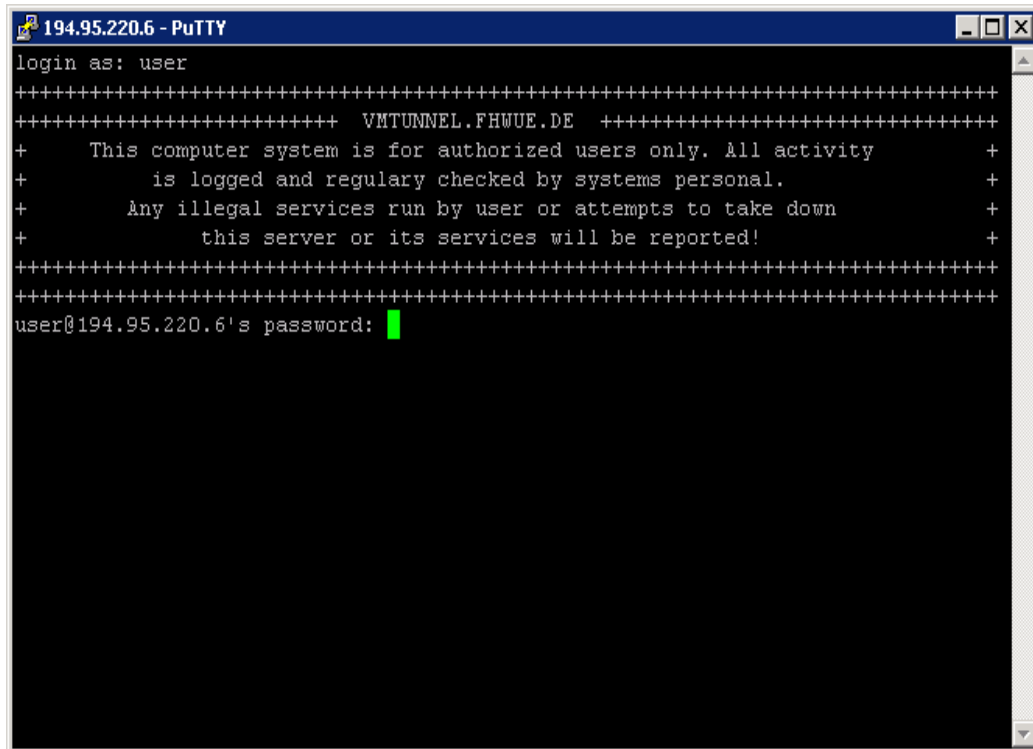 194.95.220.6 - PuTTY
login as: user
+++++++++++++++++++++++++++++++++++++++++++++++++++++++++++++++++++++++++++++++
++++++++++++++++++++++++++ VMTUNNEL.FHWUE.DE ++++++++++++++++++++++++++++++++
+ This computer system is for authorized users only. All activity +
+ is logged and regulary checked by systems personal. +
+ Any illegal services run by user or attempts to take down +
+ this server or its services will be reported! +
+++++++++++++++++++++++++++++++++++++++++++++++++++++++++++++++++++++++++++++++
+++++++++++++++++++++++++++++++++++++++++++++++++++++++++++++++++++++++++++++++
user@194.95.220.6's password: